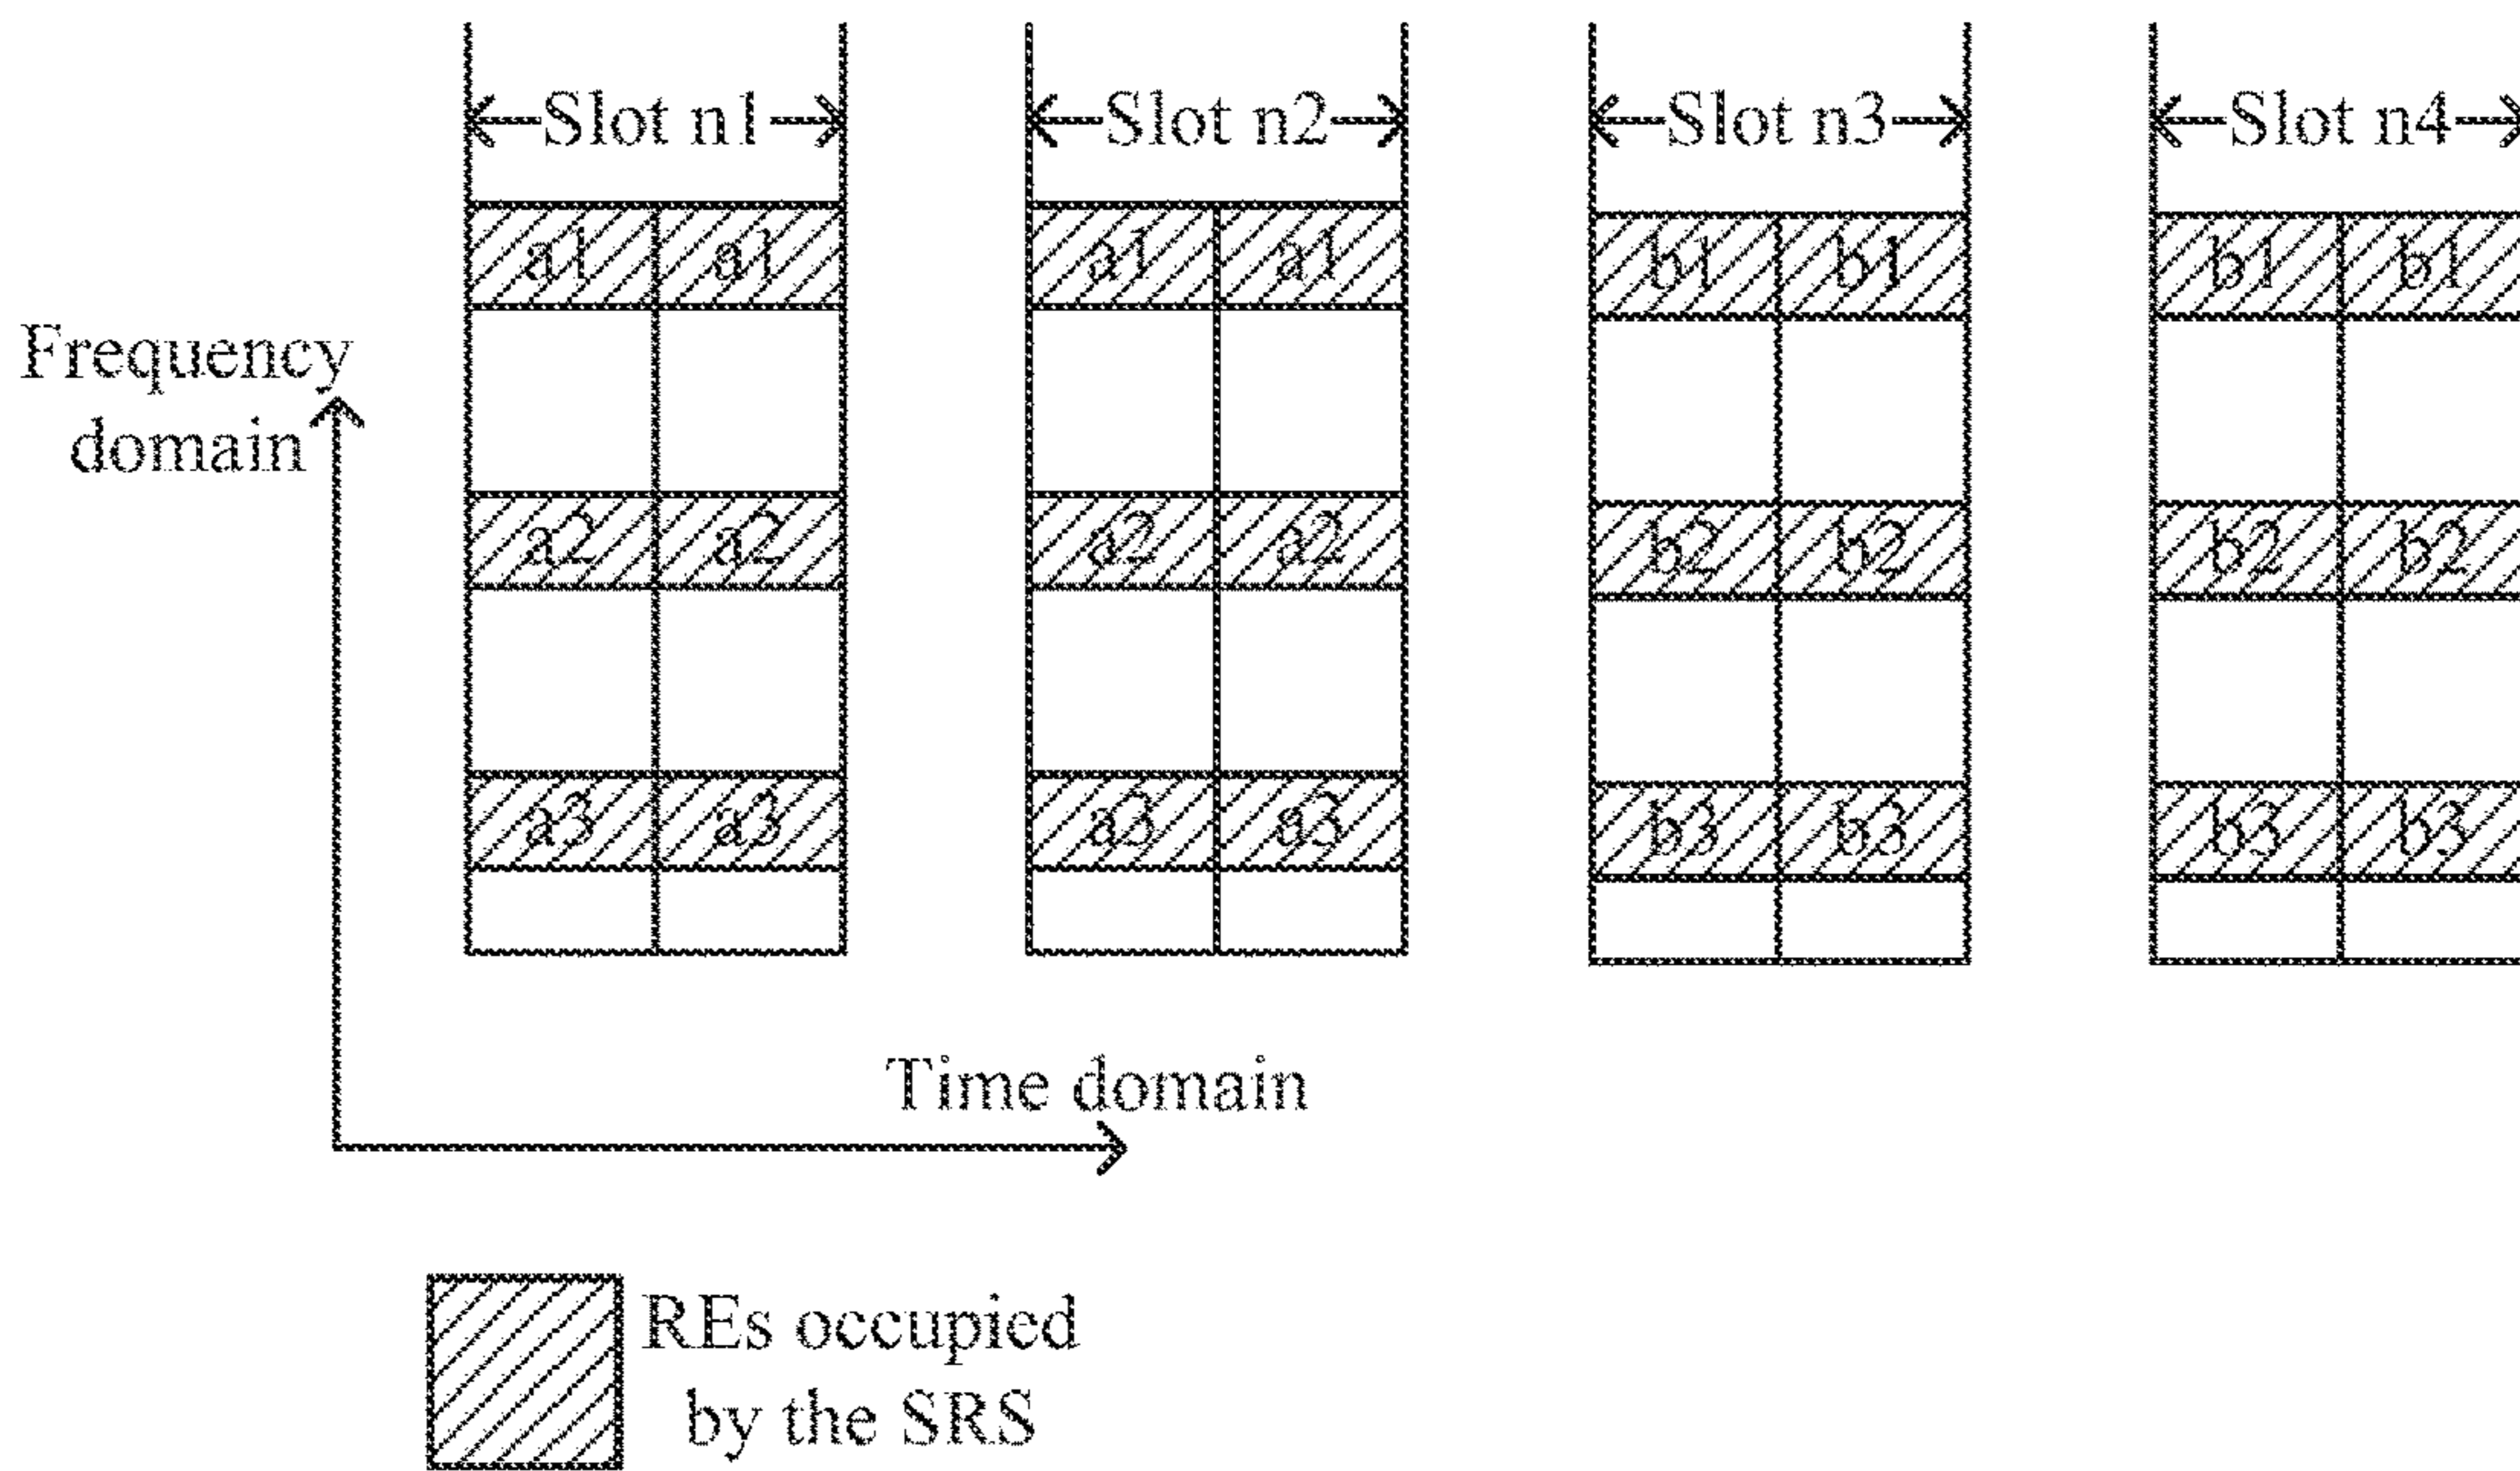 Slot n1 Slot n2 Slot n3 Slot n4
a1 a1 a1 a1 b1 b1 b1 b1
Frequency
domain
a2 a2 a2 a2 b2 b2 b2 b2
a3 a3 a3 a3 b3 b3 b3 b3
Time domain
REs occupied
by the SRS